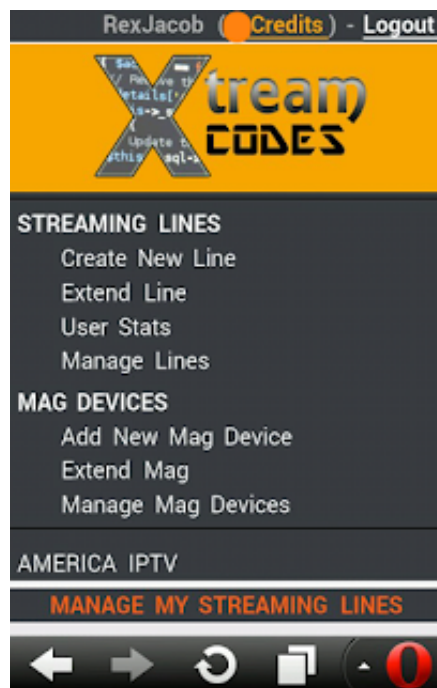 RexJacob ( Credits ) - Logout
Xtream
CODES
STREAMING LINES
Create New Line
Extend Line
User Stats
Manage Lines
MAG DEVICES
Add New Mag Device
Extend Mag
Manage Mag Devices
AMERICA IPTV
MANAGE MY STREAMING LINES